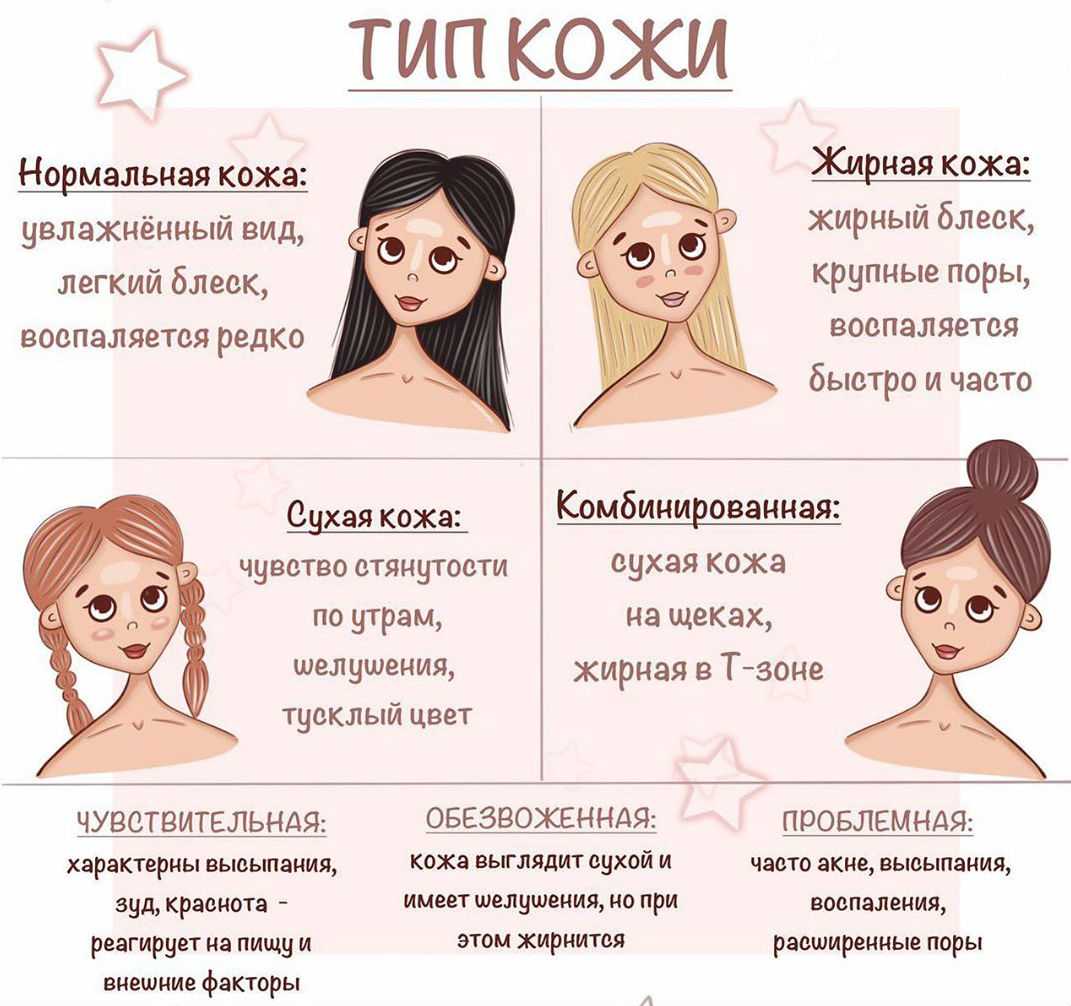 ТИП КОЖИ
Нормальная кожа:
увлажнённый вид,
легкий блеск,
воспаляется редко
Жирная кожа:
жирный блеск,
крупные поры,
воспаляется
быстро и часто
Сухая кожа:
чувство стянутости
по утрам,
шелушения,
тусклый цвет
Комбинированная:
сухая кожа
на щеках,
жирная в Т-зоне
ЧУВСТВИТЕЛЬНАЯ:
характерны высыпания,
зуд, краснота -
реагирует на пищу и
внешние факторы
ОБЕЗВОЖЕННАЯ:
кожа выглядит сухой и
имеет шелушения, но при
этом жирнится
ПРОБЛЕМНАЯ:
часто акне, высыпания,
воспаления,
расширенные поры